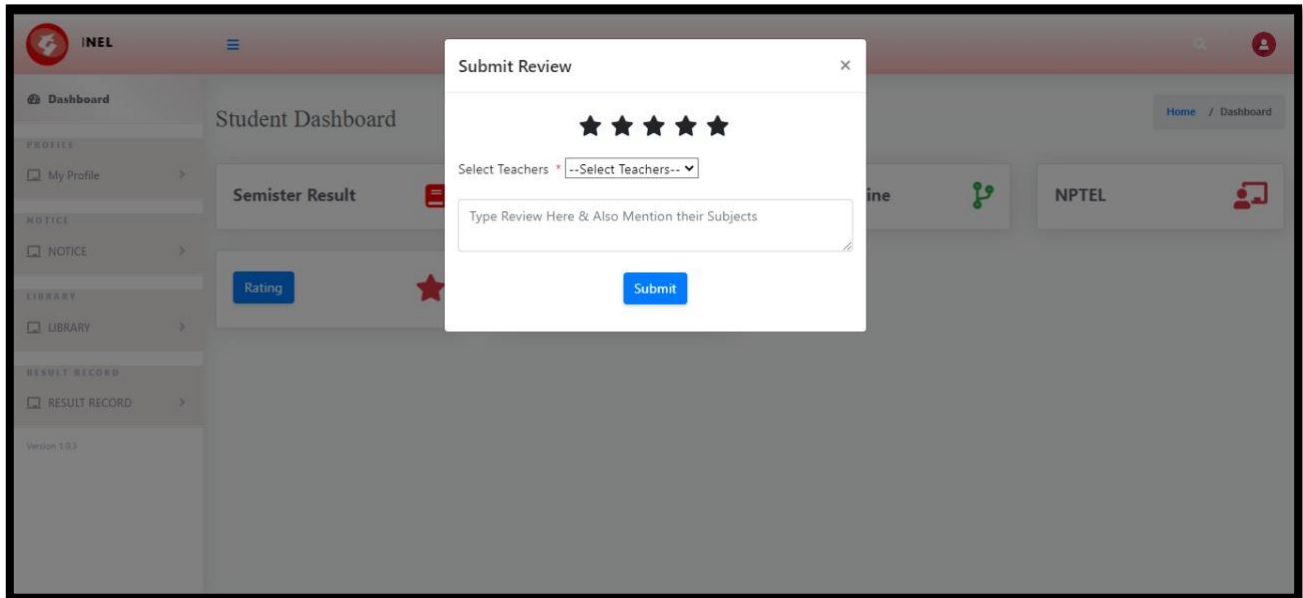 INEL
Submit Review
×
Dashboard
Student Dashboard
Home / Dashboard
PROFILE
My Profile
Select Teachers * --Select Teachers--
Semister Result
ine
NPTEL
Type Review Here & Also Mention their Subjects
NOTICE
NOTICE
Rating
Submit
LIBRARY
LIBRARY
RESULT RECORD
RESULT RECORD
Version 1.0.3